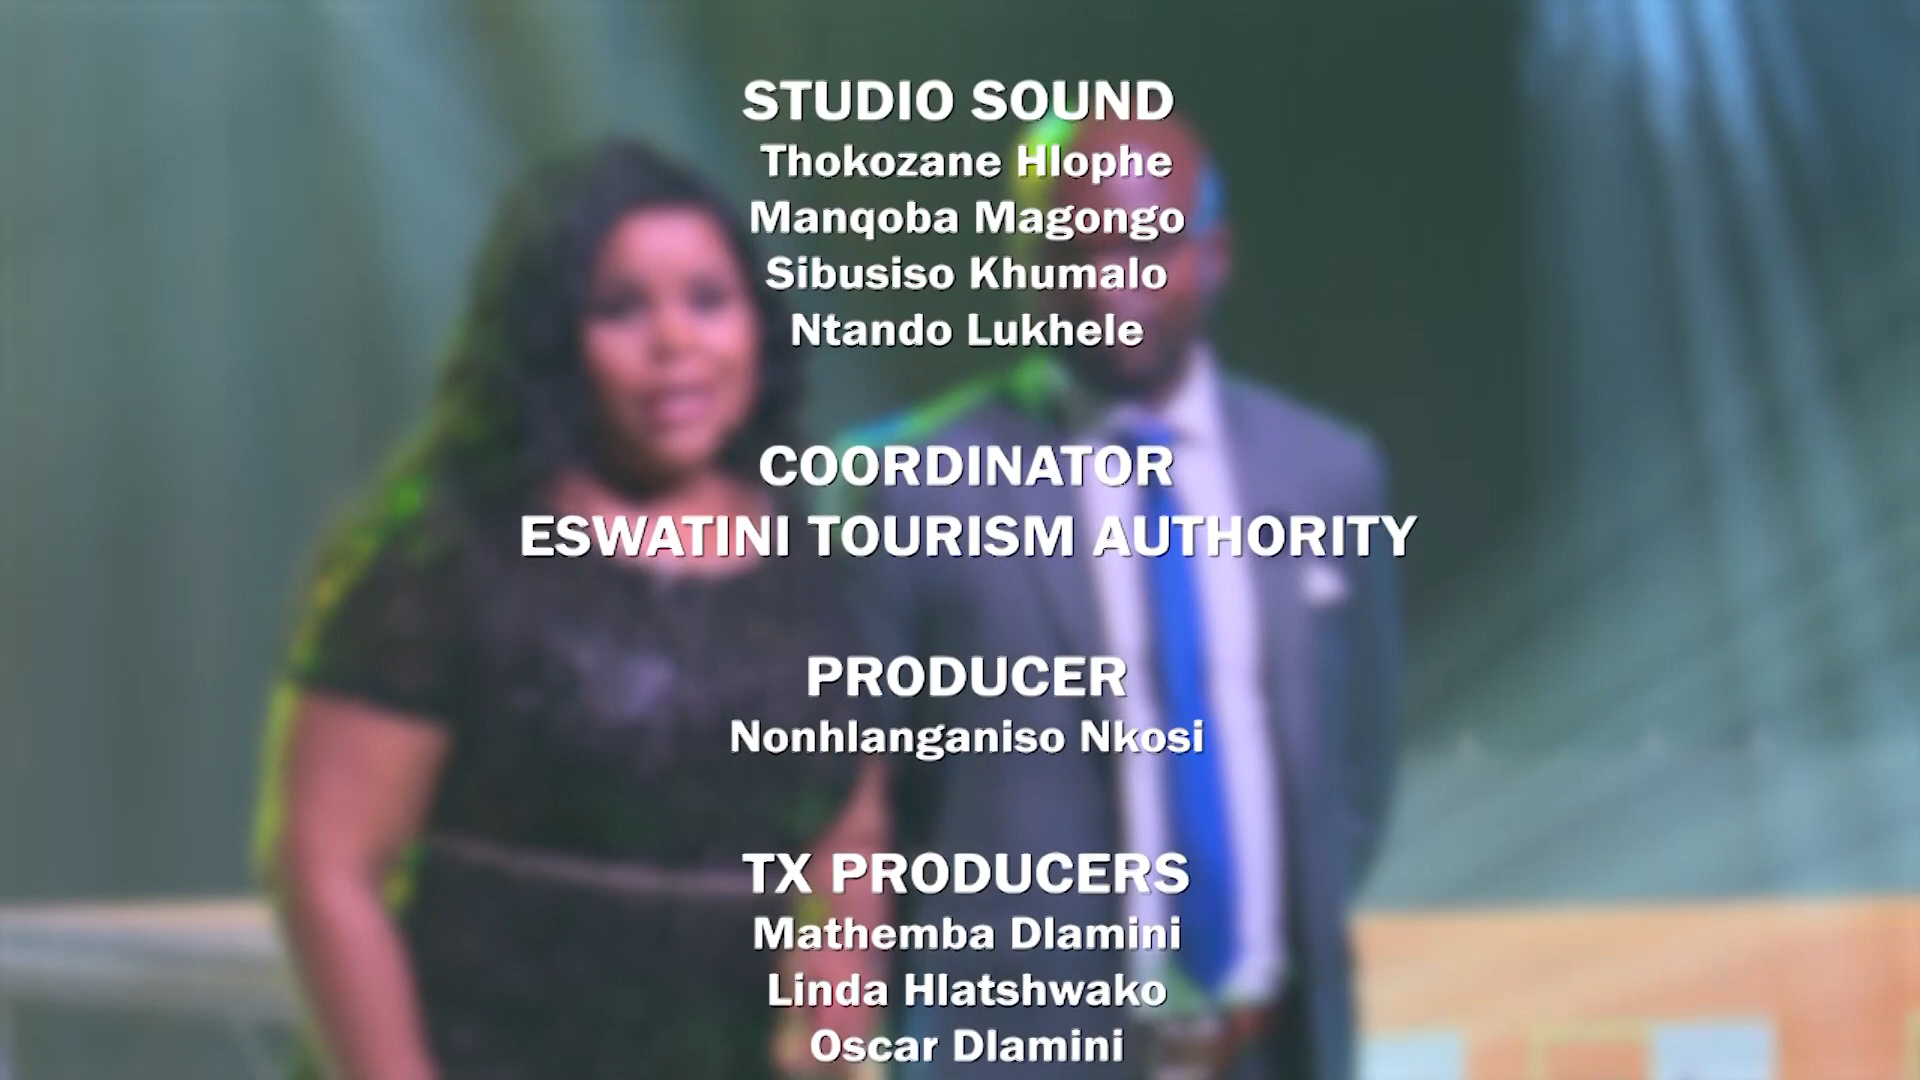 STUDIO SOUND
Thokozane Hlophe
Manqoba Magongo
Sibusiso Khumalo
Ntando Lukhele
COORDINATOR
ESWATINI TOURISM AUTHORITY
PRODUCER
Nonhlanganiso Nkosi
TX PRODUCERS
Mathemba Dlamini
Linda Hlatshwako
Oscar Dlamini